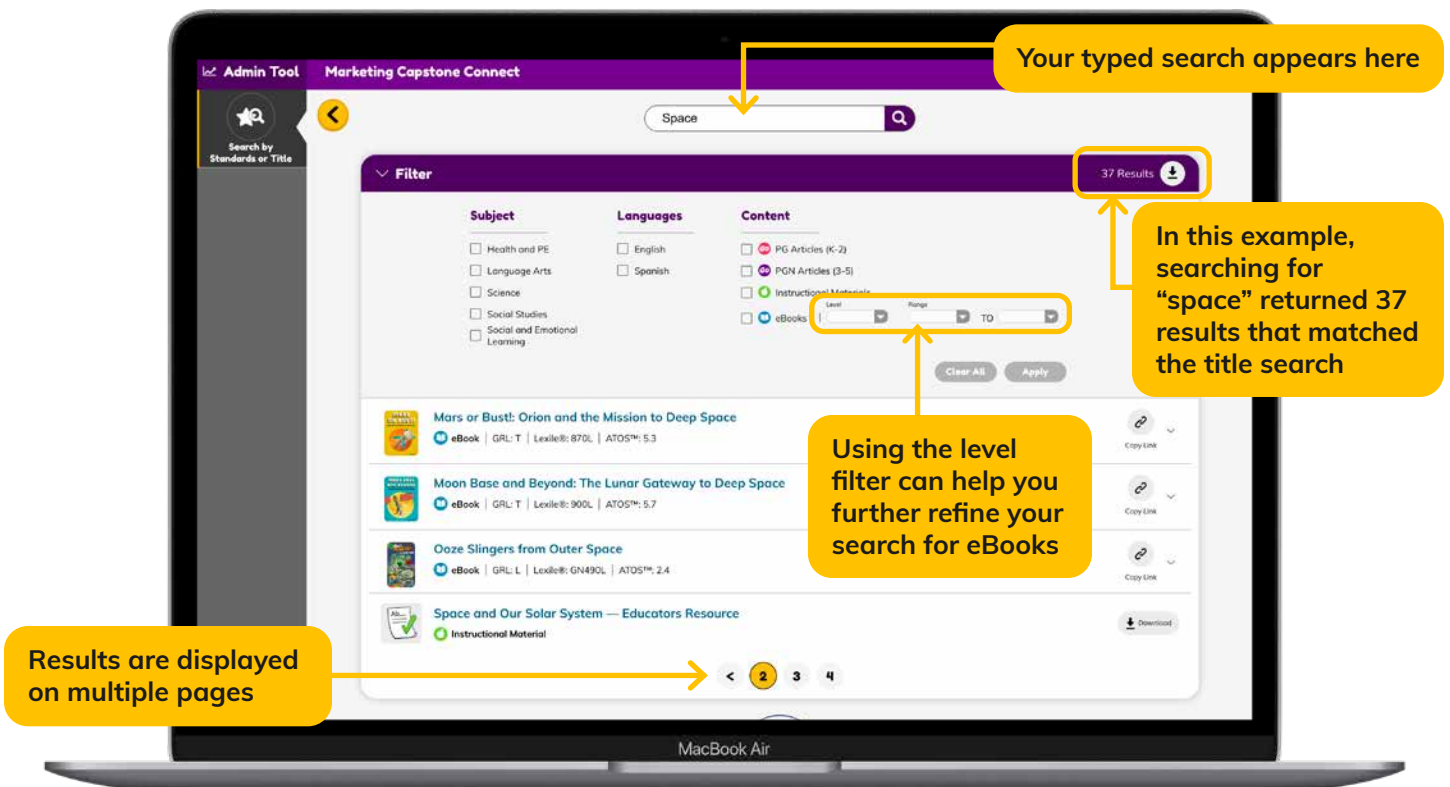 Your typed search appears here
Admin Tool
Marketing Capstone Connect
Search by
Standards or Title
Space
Filter
37 Results
In this example,
searching for
“space” returned 37
results that matched
the title search
Subject
Health and PE
Language Arts
Science
Social Studies
Social and Emotional
Learning
Languages
English
Spanish
Content
PG Articles (K-2)
PGN Articles (3-5)
Instructional Materials
eBooks
Level
Range
TO
Clear All
Apply
Using the level
filter can help you
further refine your
search for eBooks
Mars or Bust!: Orion and the Mission to Deep Space
eBook | GRL: T | Lexile®: 870L | ATOS™: 5.3
Copy Link
Moon Base and Beyond: The Lunar Gateway to Deep Space
eBook | GRL: T | Lexile®: 900L | ATOS™: 5.7
Copy Link
Ooze Slingers from Outer Space
eBook | GRL: L | Lexile®: GN490L | ATOS™: 2.4
Copy Link
Space and Our Solar System — Educators Resource
Instructional Material
Download
Results are displayed
on multiple pages
< 2 3 4
MacBook Air